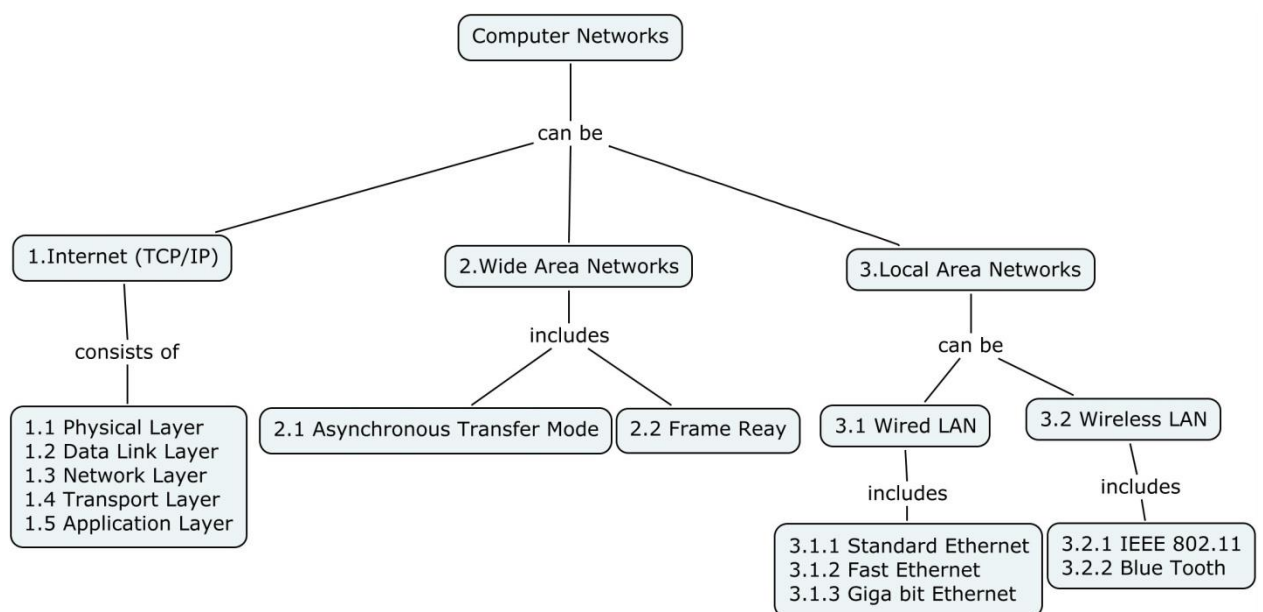 Computer Networks
can be
1.Internet (TCP/IP)
2.Wide Area Networks
3.Local Area Networks
consists of
includes
can be
1.1 Physical Layer
1.2 Data Link Layer
1.3 Network Layer
1.4 Transport Layer
1.5 Application Layer
2.1 Asynchronous Transfer Mode
2.2 Frame Reay
3.1 Wired LAN
3.2 Wireless LAN
includes
includes
3.1.1 Standard Ethernet
3.1.2 Fast Ethernet
3.1.3 Giga bit Ethernet
3.2.1 IEEE 802.11
3.2.2 Blue Tooth